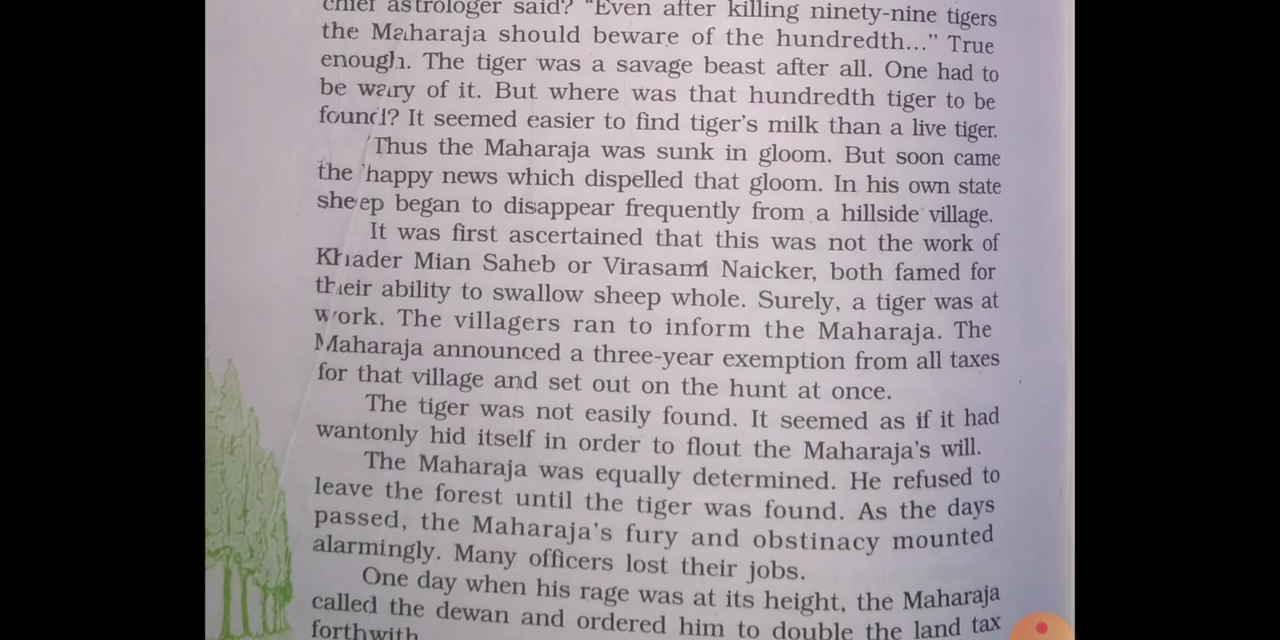 chief astrologer said? "Even after killing ninety-nine tigers
the Maharaja should beware of the hundredth..." True
enough. The tiger was a savage beast after all. One had to
be wary of it. But where was that hundredth tiger to be
found? It seemed easier to find tiger's milk than a live tiger.
Thus the Maharaja was sunk in gloom. But soon came
the happy news which dispelled that gloom. In his own state
sheep began to disappear frequently from a hillside village.
It was first ascertained that this was not the work of
Khader Mian Saheb or Virasami Naicker, both famed for
their ability to swallow sheep whole. Surely, a tiger was at
work. The villagers ran to inform the Maharaja. The
Maharaja announced a three-year exemption from all taxes
for that village and set out on the hunt at once.
The tiger was not easily found. It seemed as if it had
wantonly hid itself in order to flout the Maharaja's will.
The Maharaja was equally determined. He refused to
leave the forest until the tiger was found. As the days
passed, the Maharaja's fury and obstinacy mounted
alarmingly. Many officers lost their jobs.
One day when his rage was at its height, the Maharaja
called the dewan and ordered him to double the land tax
forthwith